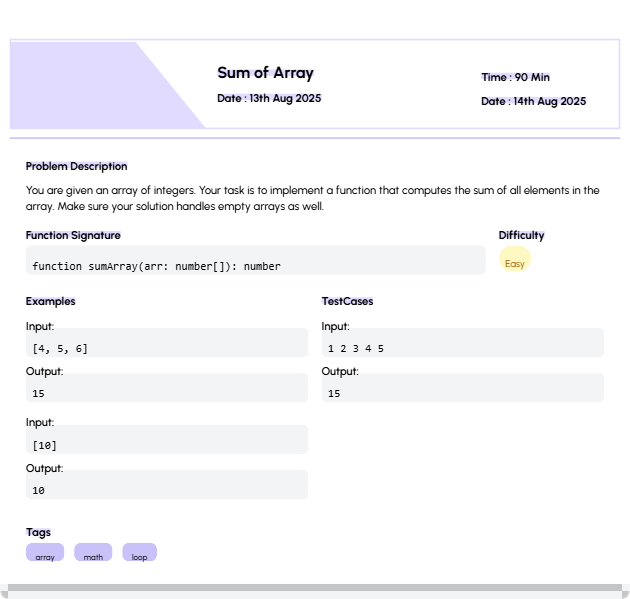 Sum of Array
Time : 90 Min
Date : 13th Aug 2025
Date : 14th Aug 2025
Problem Description
You are given an array of integers. Your task is to implement a function that computes the sum of all elements in the
array. Make sure your solution handles empty arrays as well.
Function Signature
Difficulty
function sumArray(arr: number[]): number
Easy
Examples
Input:
[4, 5, 6]
Output:
15
Input:
[10]
Output:
10
TestCases
Input:
1 2 3 4 5
Output:
15
Tags
array math loop